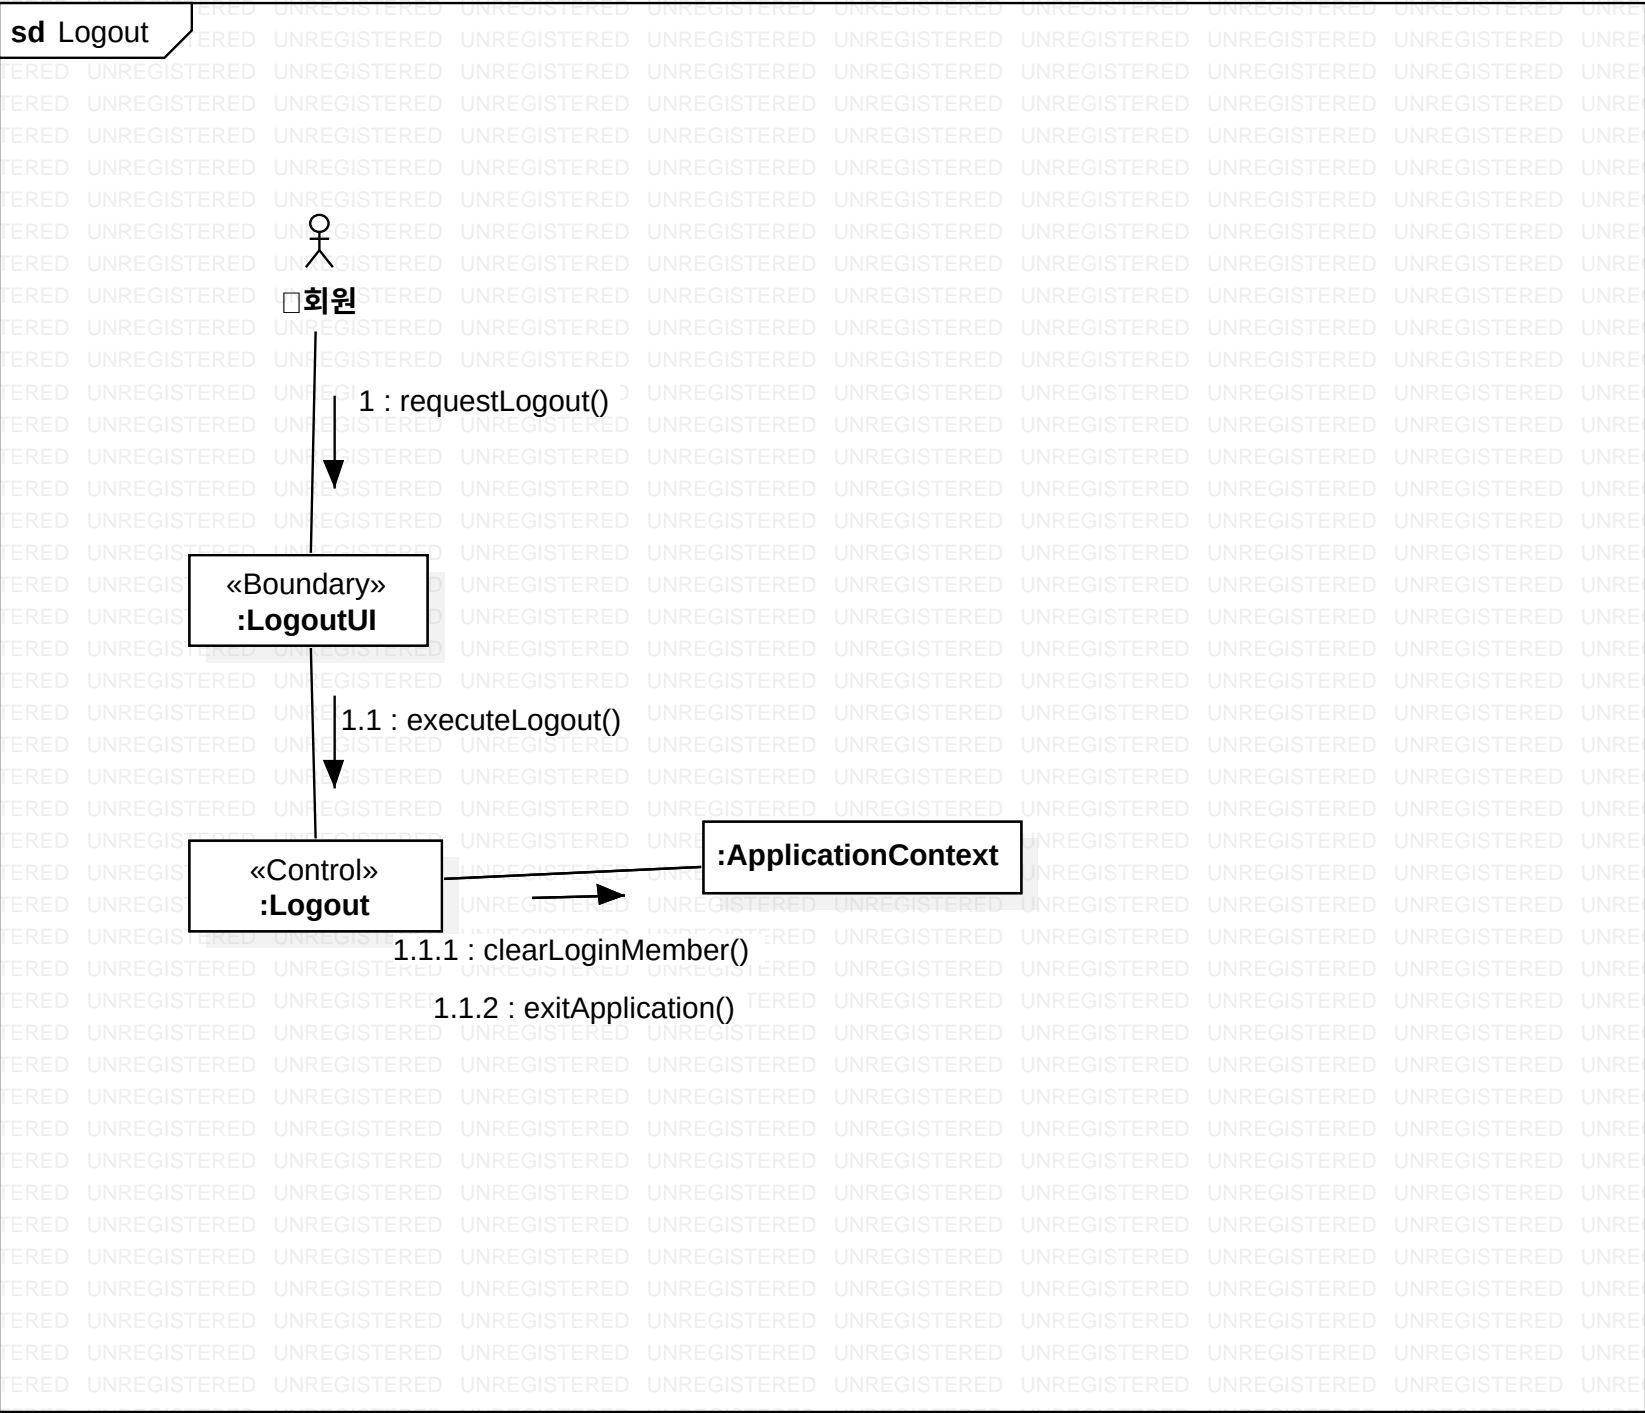 sd Logout
회원
1 : requestLogout()
«Boundary»
:LogoutUI
1.1 : executeLogout()
«Control»
:Logout
:ApplicationContext
1.1.1 : clearLoginMember()
1.1.2 : exitApplication()
UNREGISTERED